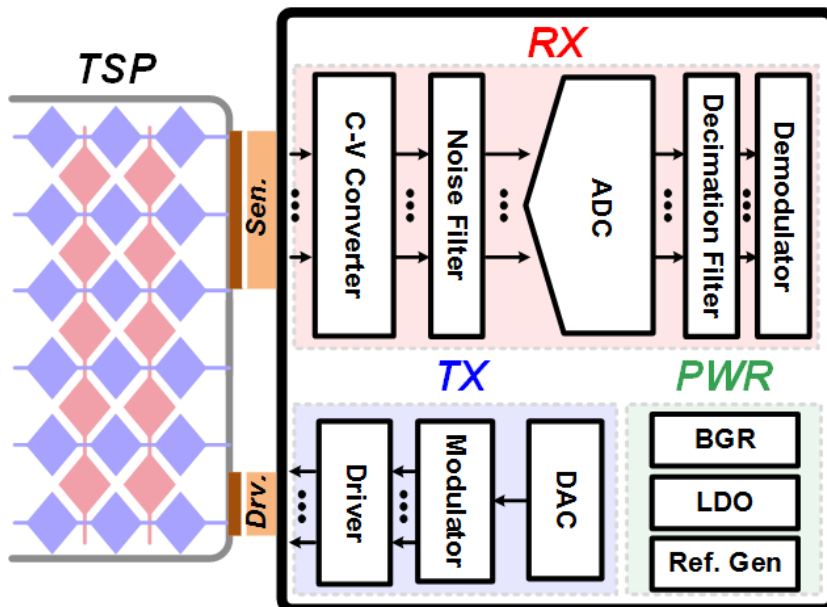 TSP
RX
Sen.
C-V Converter
Noise Filter
ADC
Decimation Filter
Demodulator
TX
PWR
Drv.
Driver
Modulator
DAC
BGR
LDO
Ref. Gen